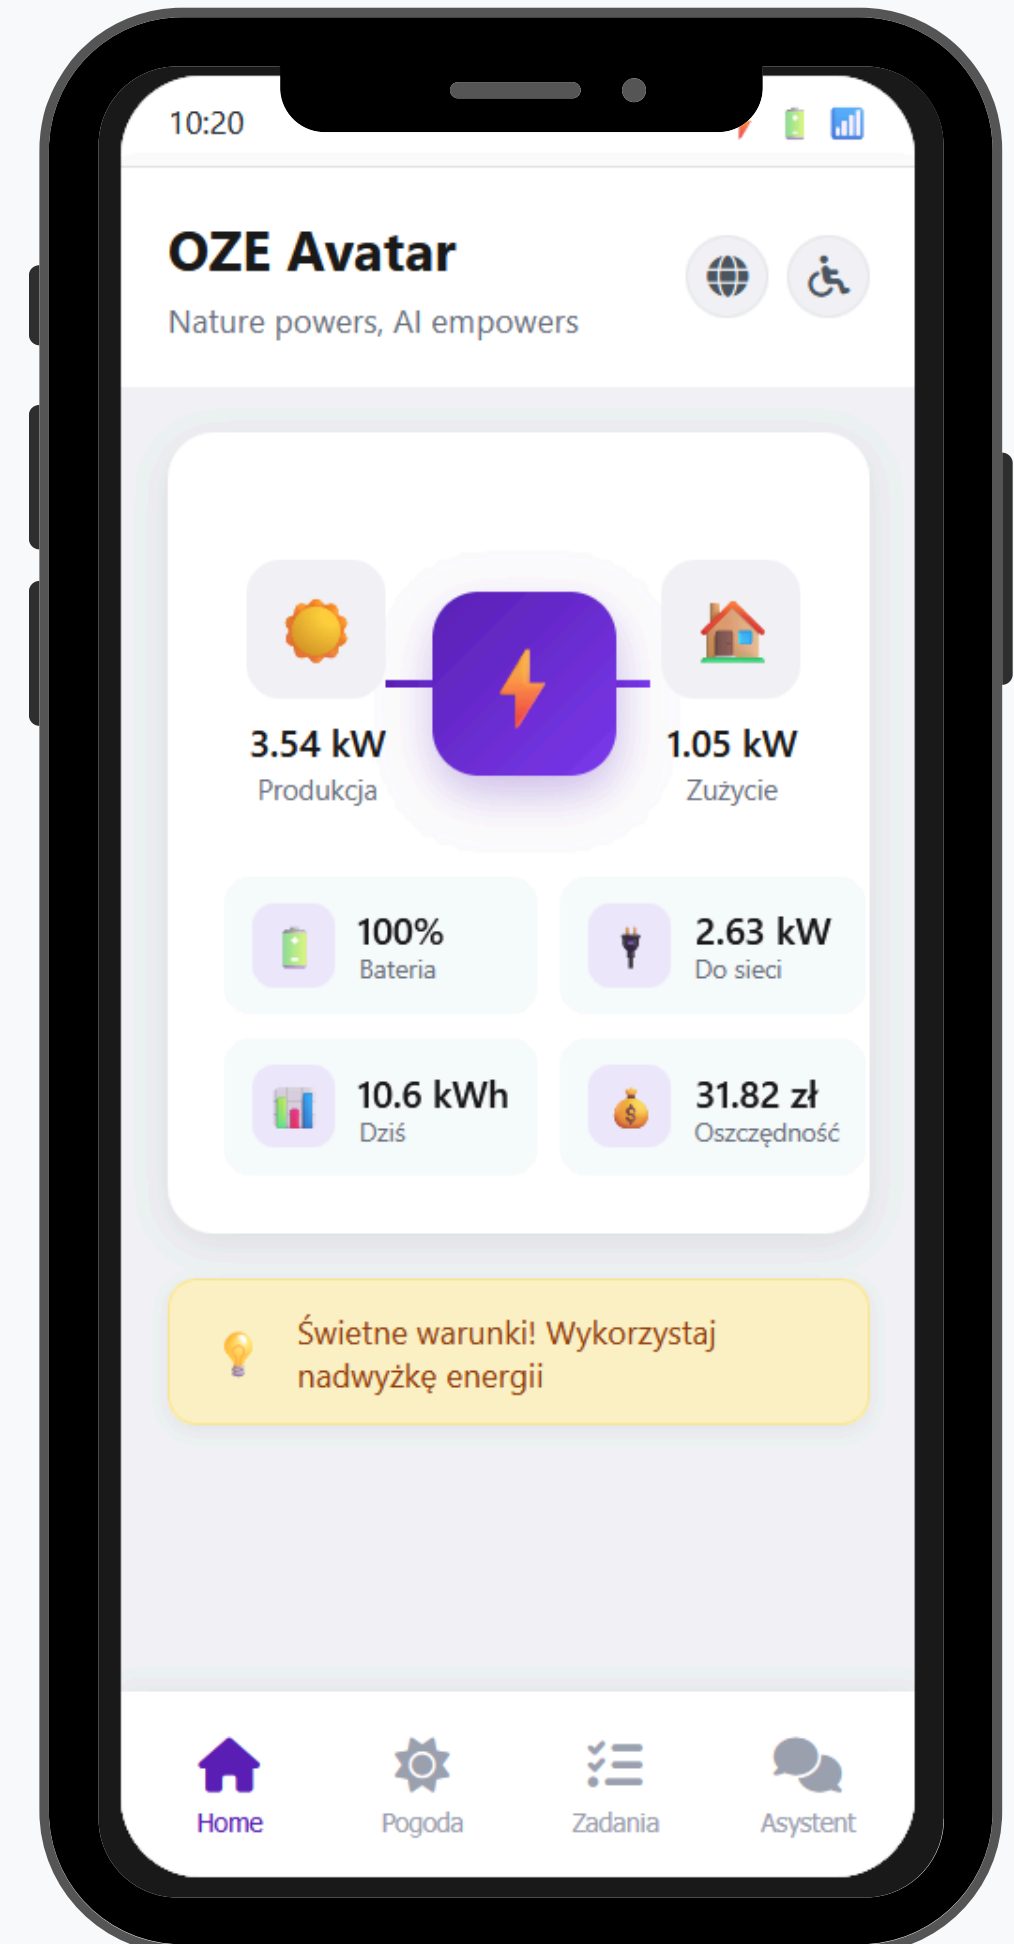 10:20
OZE Avatar
Nature powers, AI empowers
3.54 kW
Produkcja
1.05 kW
Zużycie
100%
Bateria
2.63 kW
Do sieci
10.6 kWh
Dziś
31.82 zł
Oszczędność
Świetne warunki! Wykorzystaj
nadwyżkę energii
Home
Pogoda
Zadania
Asystent